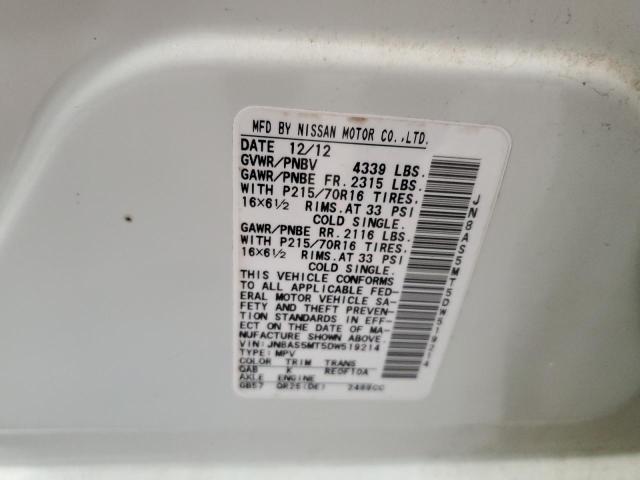 MFD BY NISSAN MOTOR CO.,LTD.
DATE 12/12
GVWR/PNBV 4339 LBS.
GAWR/PNBE FR. 2315 LBS.
WITH P215/70R16 TIRES.
16×6½ RIMS. AT 33 PSI
COLD SINGLE.
GAWR/PNBE RR. 2116 LBS.
WITH P215/70R16 TIRES.
16×6½ RIMS. AT 33 PSI
COLD SINGLE.
THIS VEHICLE CONFORMS
TO ALL APPLICABLE FED-
ERAL MOTOR VEHICLE SA-
FETY AND THEFT PREVEN-
TION STANDARDS IN EFF-
ECT ON THE DATE OF MA-
NUFACTURE SHOWN ABOVE.
VIN: JN8AS5MT5DW519214
TYPE: MPV
COLOR TRIM TRANS
QAB K RE0F10A
AXLE ENGINE
GB57 QR25(DE) 2488CC
JN8AS5MT5DW519214